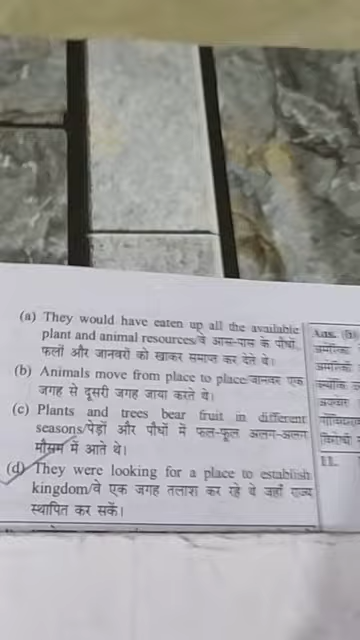 (a) They would have eaten up all the available
plant and animal resources/वे आस-पास के पौधों,
फलों और जानवरों को खाकर समाप्त कर देते थे।
(b) Animals move from place to place/जानवर एक
जगह से दूसरी जगह जाया करते थे।
(c) Plants and trees bear fruit in different
seasons/पेड़ों और पौधों में फल-फूल अलग-अलग
मौसम में आते थे।
(d) They were looking for a place to establish
kingdom/वे एक जगह तलाश कर रहे थे जहाँ राज्य
स्थापित कर सकें।
Ans. (b)
11.